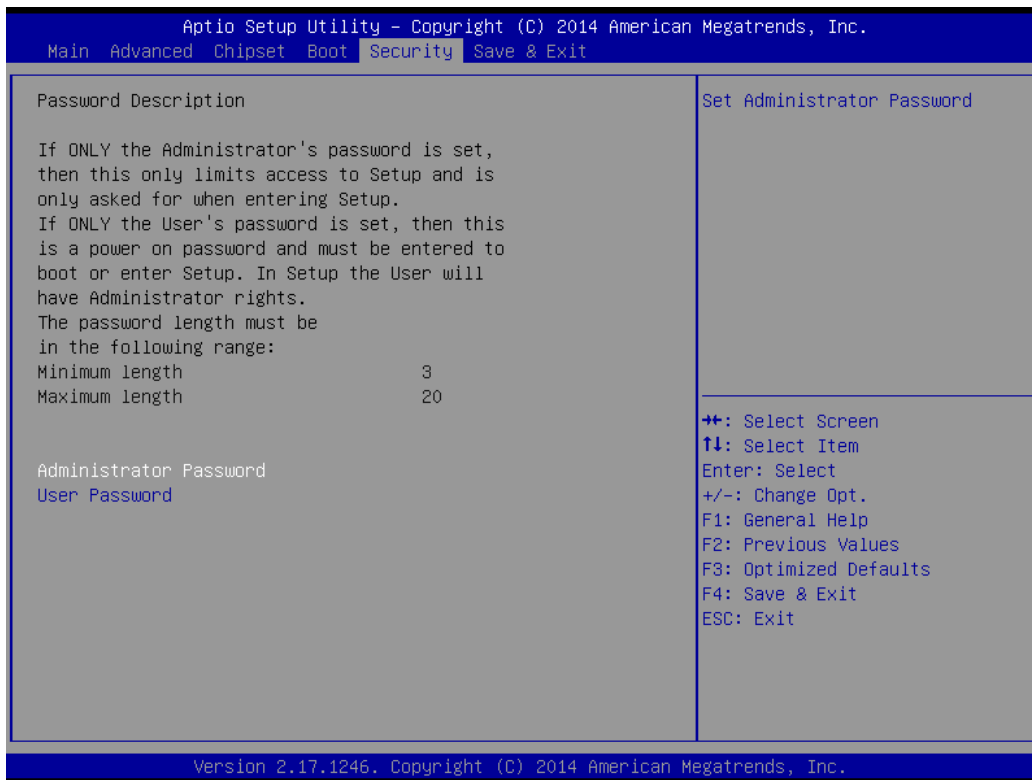 Aptio Setup Utility – Copyright (C) 2014 American Megatrends, Inc.
Main Advanced Chipset Boot Security Save & Exit
Password Description
If ONLY the Administrator's password is set,
then this only limits access to Setup and is
only asked for when entering Setup.
If ONLY the User's password is set, then this
is a power on password and must be entered to
boot or enter Setup. In Setup the User will
have Administrator rights.
The password length must be
in the following range:
Minimum length 3
Maximum length 20
Administrator Password
User Password
Set Administrator Password
→←: Select Screen
↑↓: Select Item
Enter: Select
+/-: Change Opt.
F1: General Help
F2: Previous Values
F3: Optimized Defaults
F4: Save & Exit
ESC: Exit
Version 2.17.1246. Copyright (C) 2014 American Megatrends, Inc.